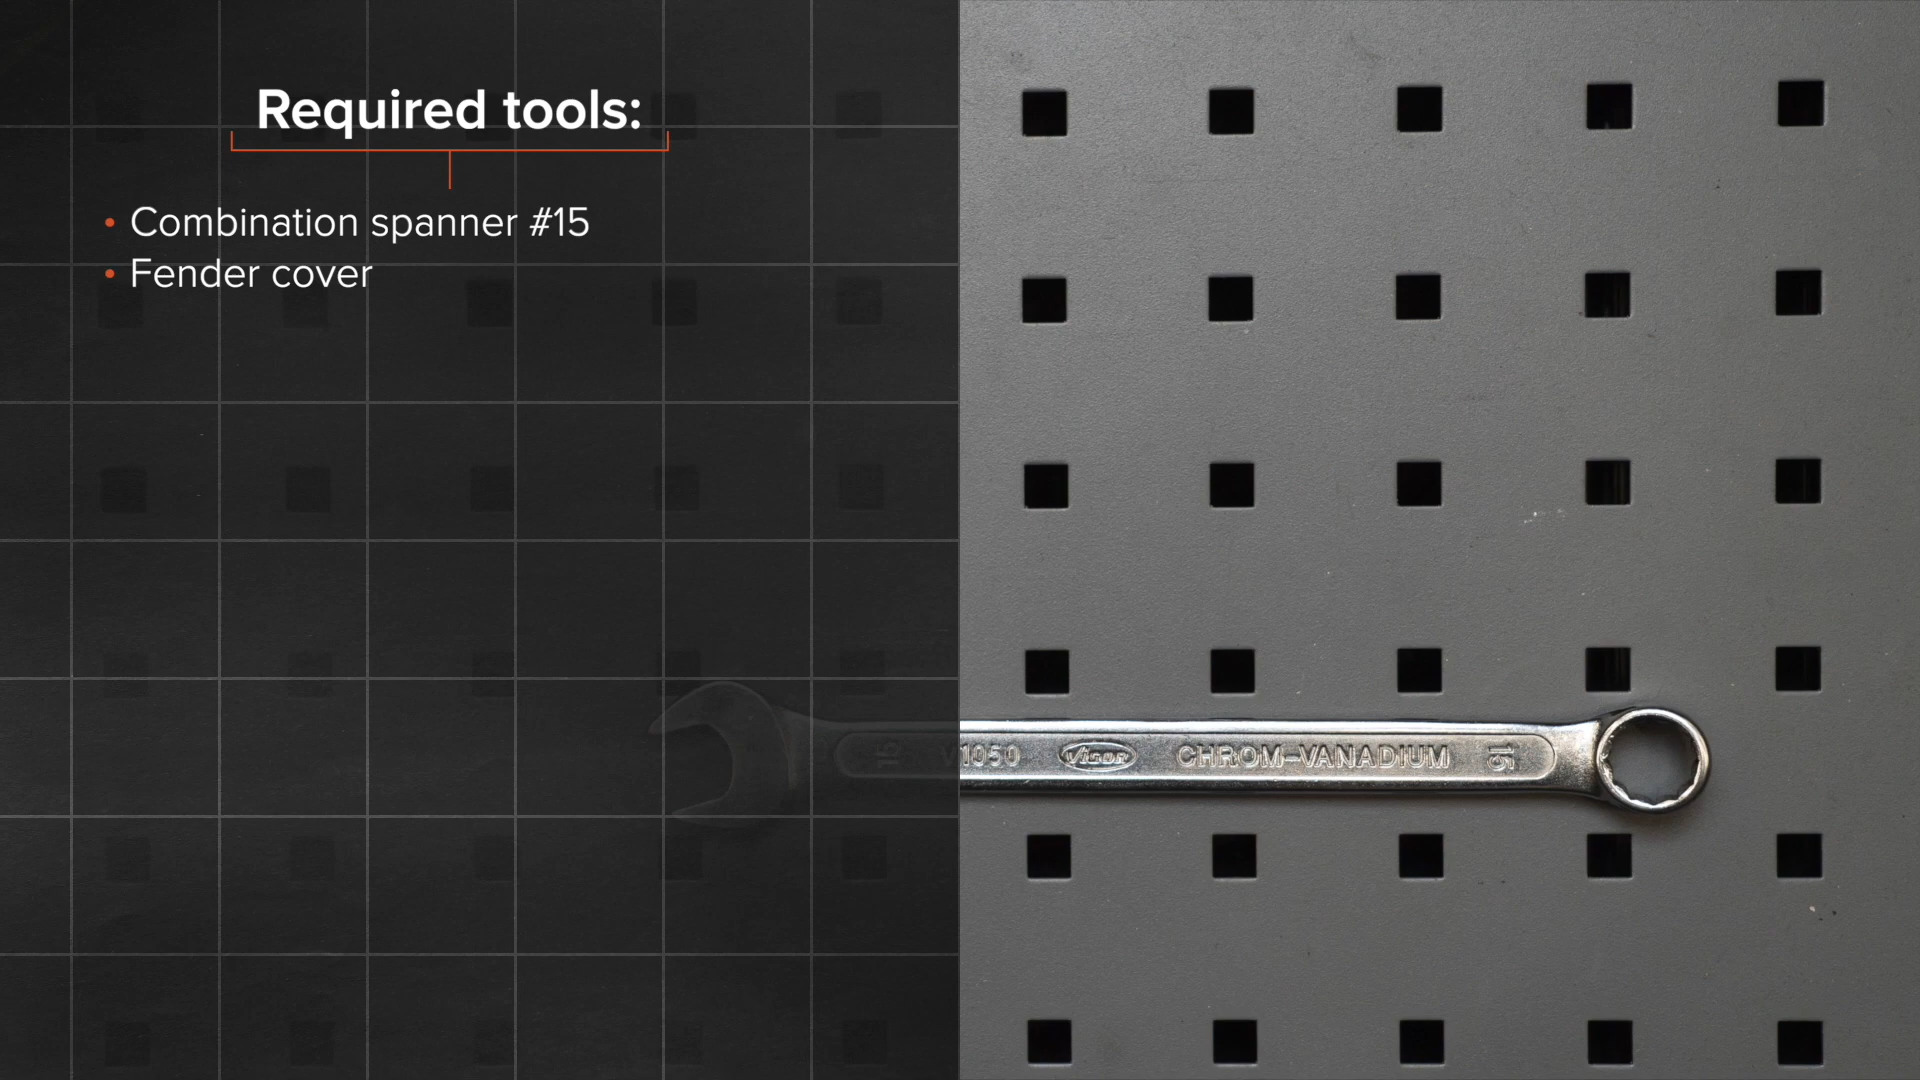 Required tools:
• Combination spanner #15
• Fender cover
15 V1050 Vigor CHROM-VANADIUM 15